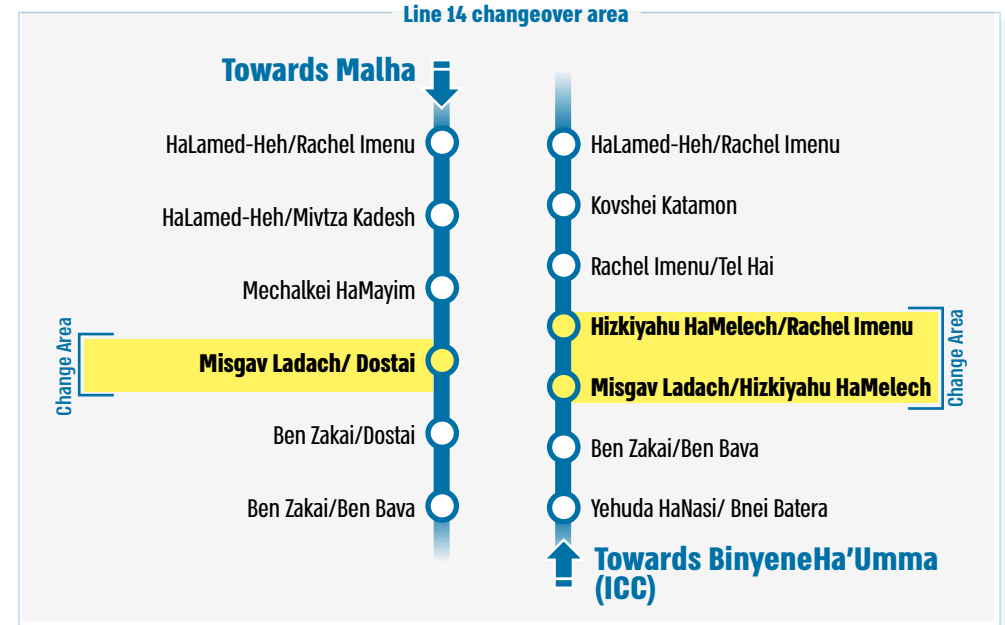 Line 14 changeover area
Towards Malha
HaLamed-Heh/Rachel Imenu
HaLamed-Heh/Mivtza Kadesh
Mechalkei HaMayim
Change Area
Misgav Ladach/ Dostai
Ben Zakai/Dostai
Ben Zakai/Ben Bava
HaLamed-Heh/Rachel Imenu
Kovshei Katamon
Rachel Imenu/Tel Hai
Hizkiyahu HaMelech/Rachel Imenu
Misgav Ladach/Hizkiyahu HaMelech
Change Area
Ben Zakai/Ben Bava
Yehuda HaNasi/ Bnei Batera
Towards BinyeneHa'Umma
(ICC)